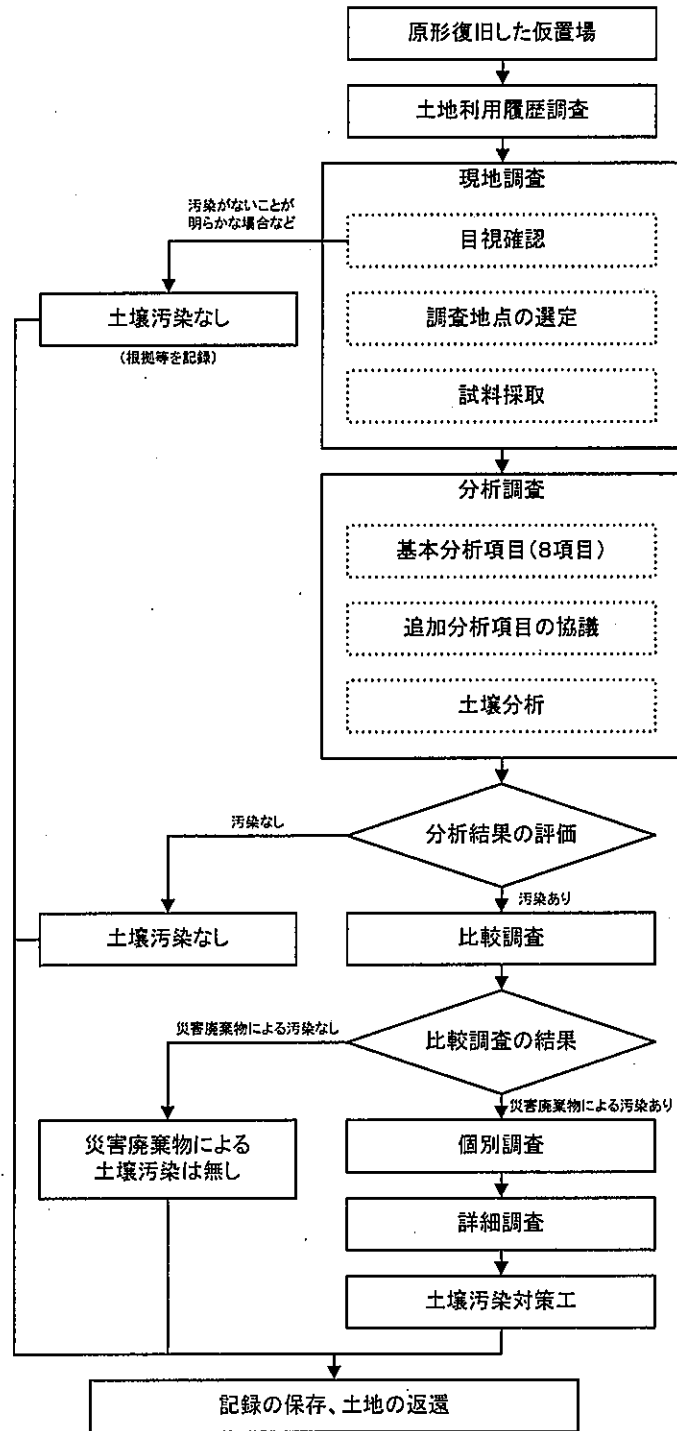 原形復旧した仮置場
土地利用履歴調査
現地調査
汚染がないことが
明らかな場合など
目視確認
土壌汚染なし
(根拠等を記録)
調査地点の選定
試料採取
分析調査
基本分析項目(8項目)
追加分析項目の協議
土壌分析
分析結果の評価
汚染なし
汚染あり
土壌汚染なし
比較調査
災害廃棄物による汚染なし
比較調査の結果
災害廃棄物による汚染あり
災害廃棄物による
土壌汚染は無し
個別調査
詳細調査
土壌汚染対策工
記録の保存、土地の返還